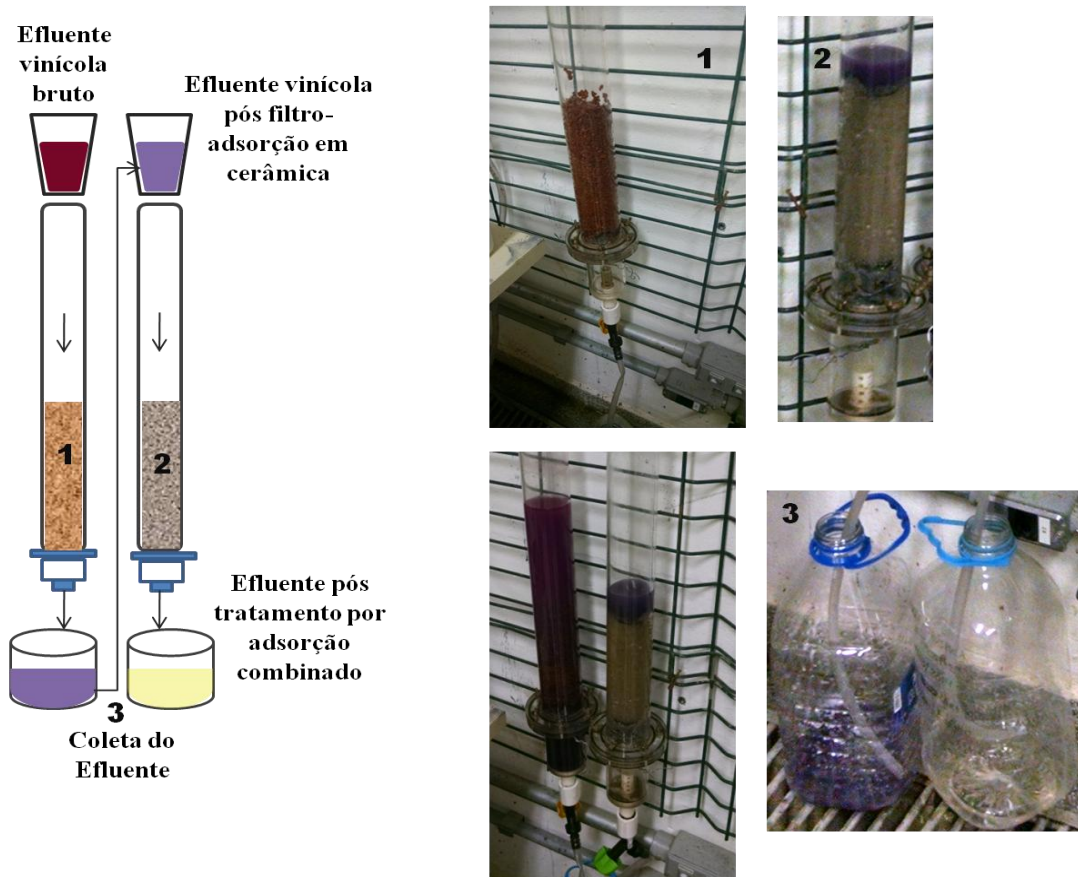 Efluente
vinícola
bruto
Efluente vinícola
pós filtro-
adsorção em
cerâmica
1
2
Efluente pós
tratamento por
adsorção
combinado
3
Coleta do
Efluente
1
2
3